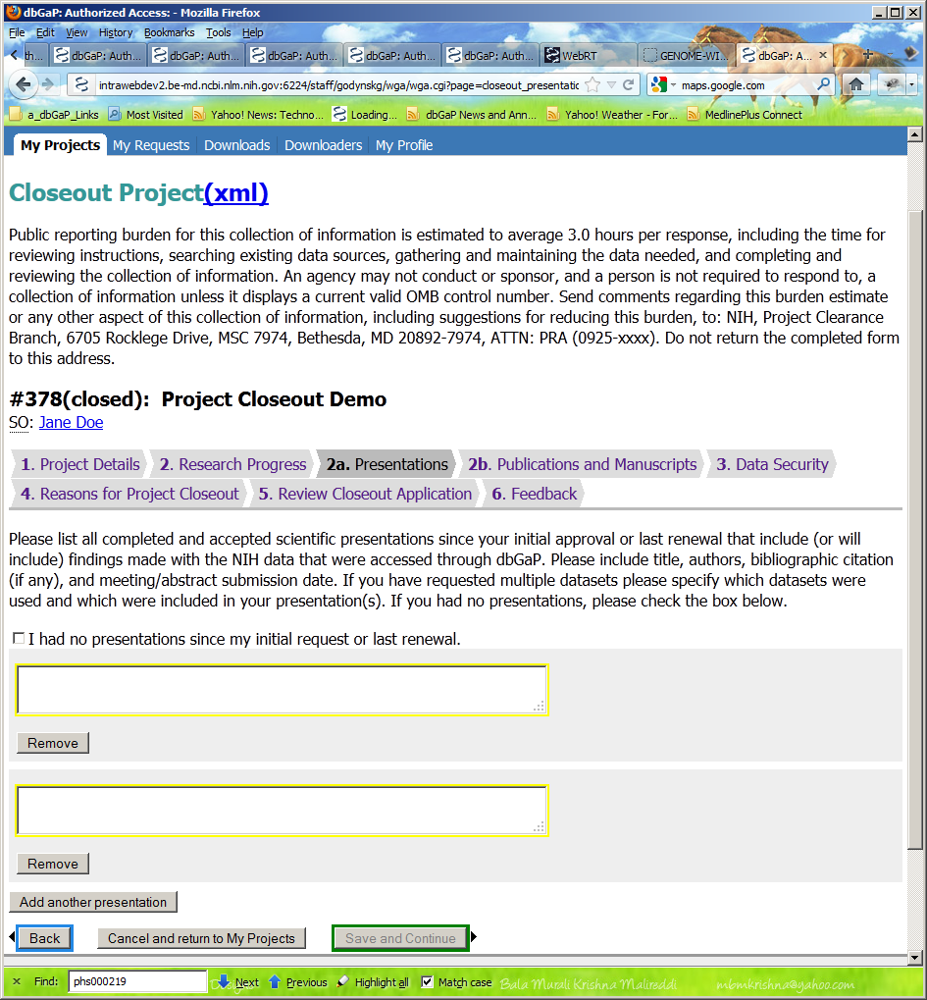 dbGaP: Authorized Access: - Mozilla Firefox
File Edit View History Bookmarks Tools Help
th... dbGaP: Auth... dbGaP: Auth... dbGaP: Auth... dbGaP: Auth... dbGaP: Auth... WebRT GENOME-WI... dbGaP: A...
intrawebdev2.be-md.ncbi.nlm.nih.gov:6224/staff/godynskg/wga/wga.cgi?page=closeout_presentatic maps.google.com
a_dbGaP_Links Most Visited Yahoo! News: Techno... Loading... dbGaP News and Ann... Yahoo! Weather - For... MedlinePlus Connect
My Projects My Requests Downloads Downloaders My Profile
Closeout Project(xml)
Public reporting burden for this collection of information is estimated to average 3.0 hours per response, including the time for
reviewing instructions, searching existing data sources, gathering and maintaining the data needed, and completing and
reviewing the collection of information. An agency may not conduct or sponsor, and a person is not required to respond to, a
collection of information unless it displays a current valid OMB control number. Send comments regarding this burden estimate
or any other aspect of this collection of information, including suggestions for reducing this burden, to: NIH, Project Clearance
Branch, 6705 Rocklege Drive, MSC 7974, Bethesda, MD 20892-7974, ATTN: PRA (0925-xxxx). Do not return the completed form
to this address.
#378(closed): Project Closeout Demo
SO: Jane Doe
1. Project Details 2. Research Progress 2a. Presentations 2b. Publications and Manuscripts 3. Data Security
4. Reasons for Project Closeout 5. Review Closeout Application 6. Feedback
Please list all completed and accepted scientific presentations since your initial approval or last renewal that include (or will
include) findings made with the NIH data that were accessed through dbGaP. Please include title, authors, bibliographic citation
(if any), and meeting/abstract submission date. If you have requested multiple datasets please specify which datasets were
used and which were included in your presentation(s). If you had no presentations, please check the box below.
I had no presentations since my initial request or last renewal.
Remove
Remove
Add another presentation
Back Cancel and return to My Projects Save and Continue
Find: phs000219 Next Previous Highlight all Match case Bala Murali Krishna Malireddi mbmkrishna@yahoo.com